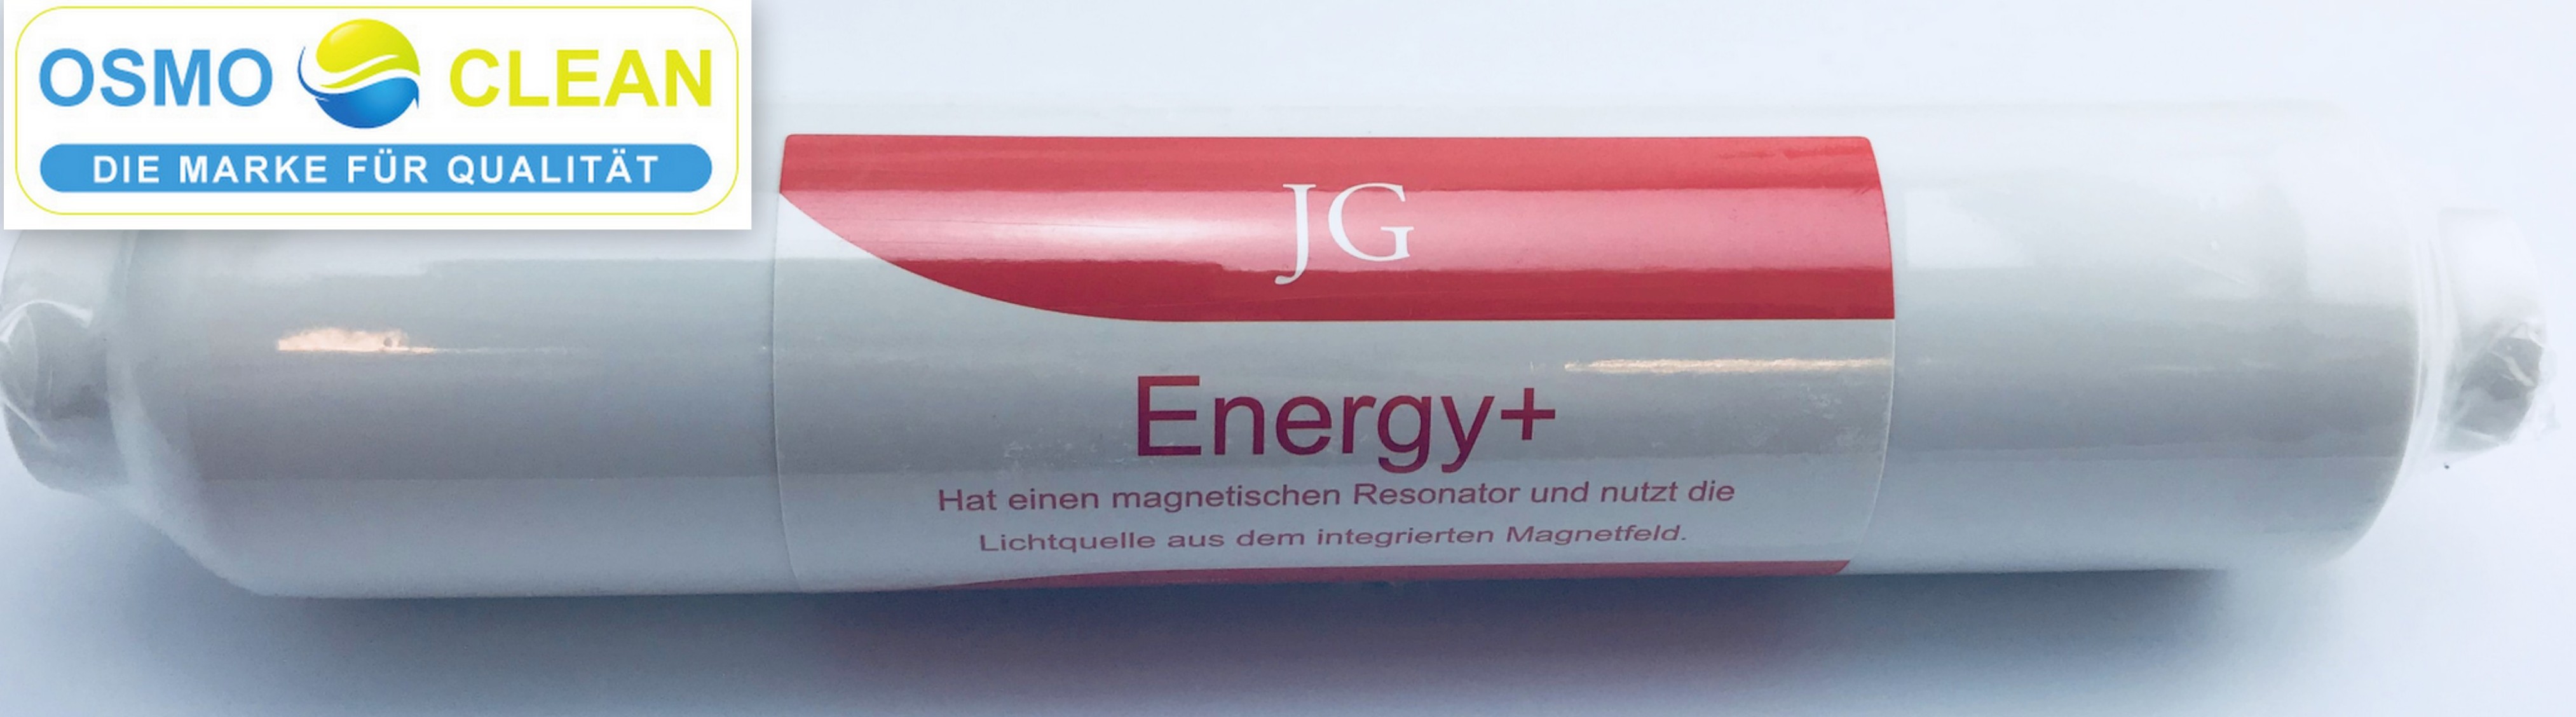 OSMO CLEAN
DIE MARKE FÜR QUALITÄT
JG
Energy+
Hat einen magnetischen Resonator und nutzt die
Lichtquelle aus dem integrierten Magnetfeld.